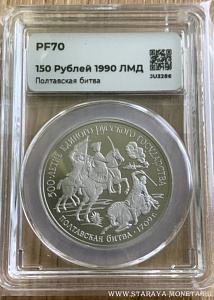 PF70
150 Рублей 1990 ЛМД
Полтавская битва
JU3286
500-ЛЕТИЕ ЕДИНОГО РУССКОГО ГОСУДАРСТВА
ПОЛТАВСКАЯ БИТВА · 1709 г.
WWW.STARAYA-MONETA.RU